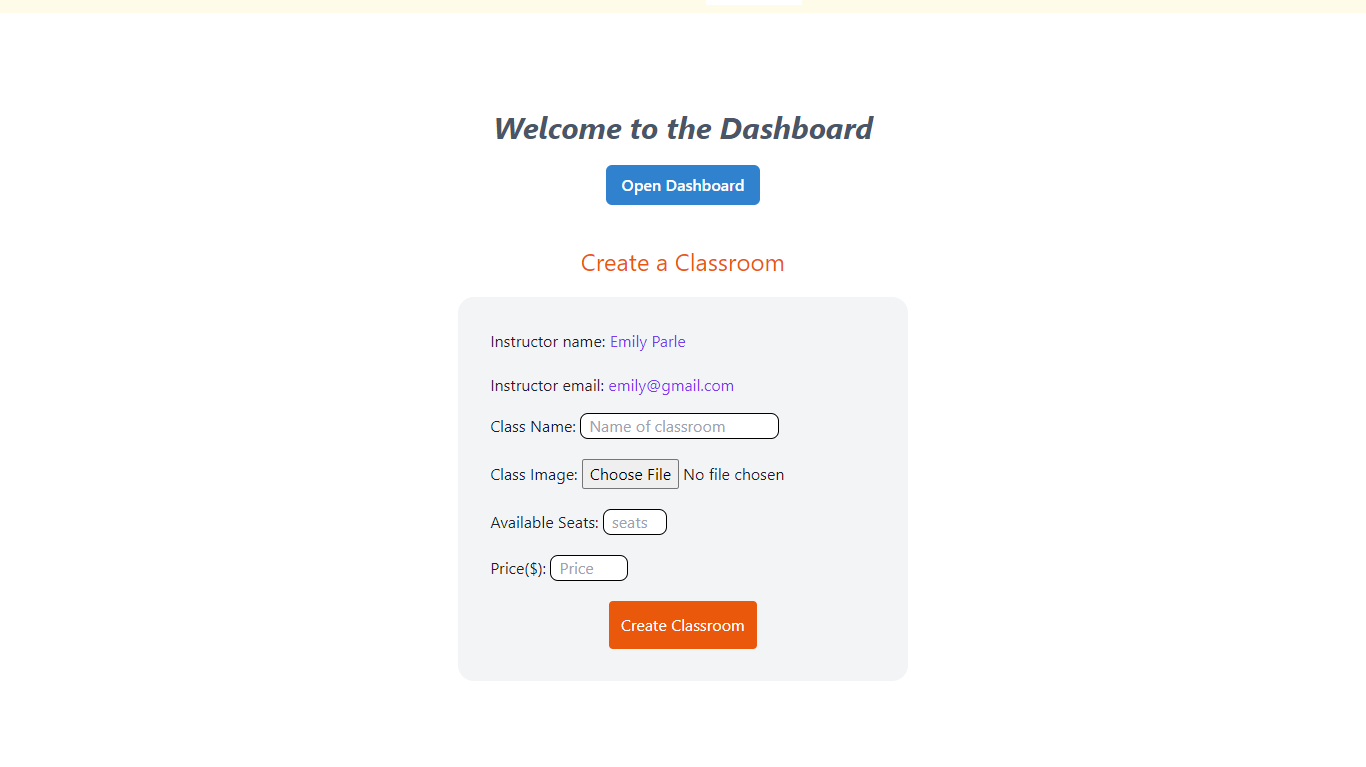 Welcome to the Dashboard
Open Dashboard
Create a Classroom
Instructor name: Emily Parle
Instructor email: emily@gmail.com
Class Name: Name of classroom
Class Image: Choose File No file chosen
Available Seats: seats
Price($): Price
Create Classroom